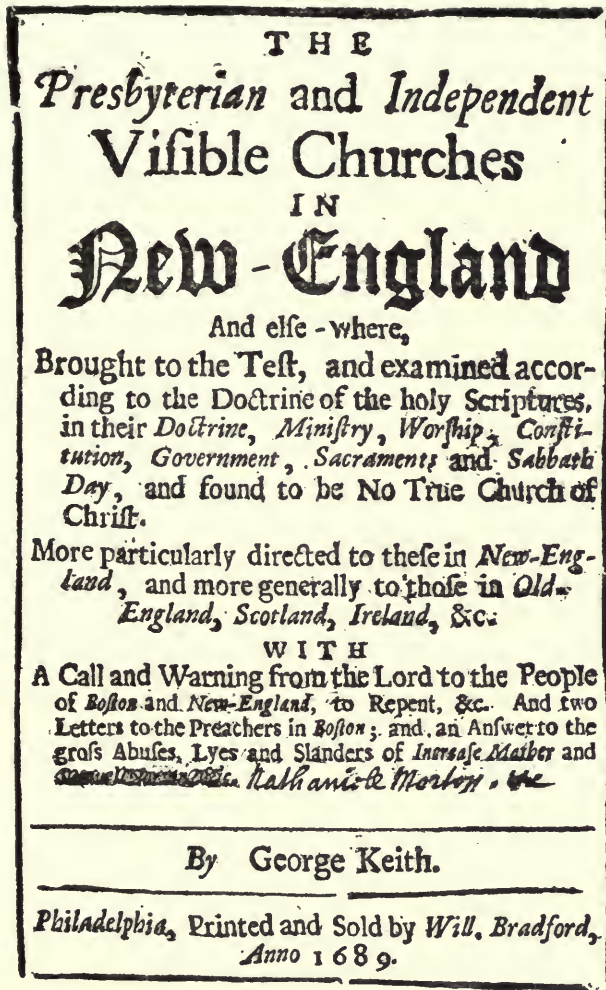 THE
Presbyterian and Independent
Viſible Churches
IN
New-England
And elſe-where,
Brought to the Teſt, and examined accor-
ding to the Doctrine of the holy Scriptures,
in their Doctrine, Miniſtry, Worſhip, Conſti-
tution, Government, Sacraments and Sabbath
Day, and found to be No True Church of
Chriſt.
More particularly directed to theſe in New-Eng-
land, and more generally to thoſe in Old-
England, Scotland, Ireland, &c.
WITH
A Call and Warning from the Lord to the People
of Boſton and New-England, to Repent, &c. And two
Letters to the Preachers in Boſton; and an Anſwer to the
groſs Abuſes, Lyes and Slanders of Increaſe Mather and
Nathaniell Morton, &c
By George Keith.
Philadelphia, Printed and Sold by Will. Bradford,
Anno 1689.